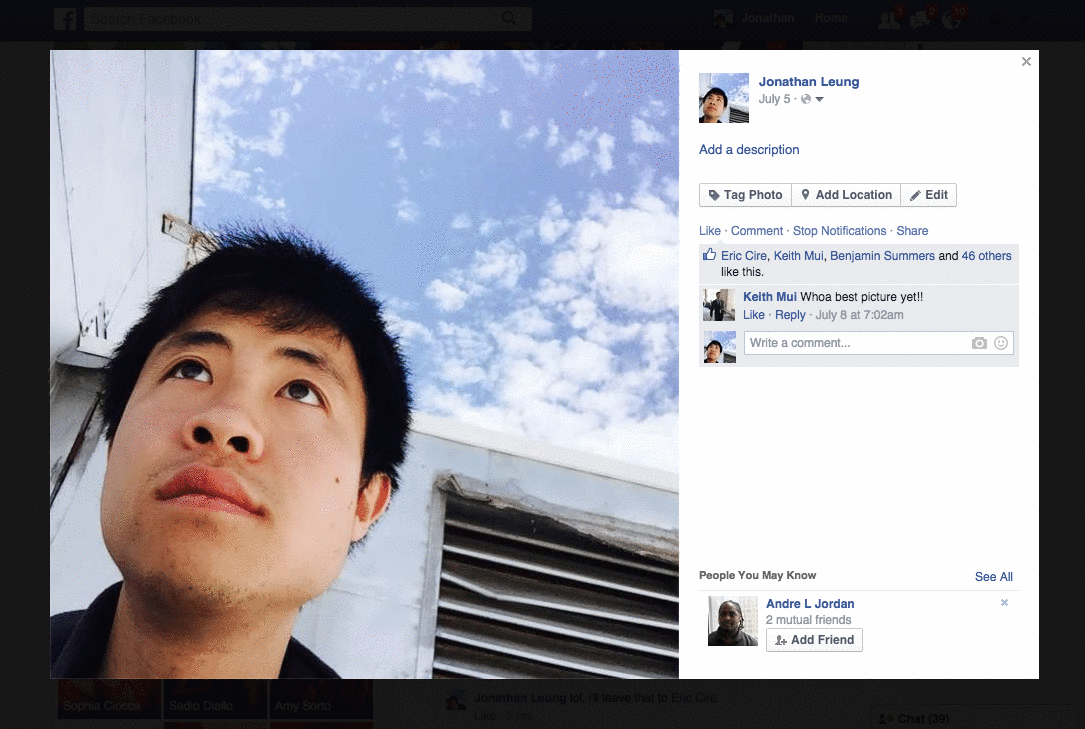 Search Facebook
Jonathan Home 1 2 10
Jonathan Leung
July 5 ·
Add a description
Tag Photo Add Location Edit
Like · Comment · Stop Notifications · Share
Eric Cire, Keith Mui, Benjamin Summers and 46 others
like this.
Keith Mui Whoa best picture yet!!
Like · Reply · July 8 at 7:02am
Write a comment...
People You May Know See All
Andre L Jordan
2 mutual friends
Add Friend
Sophia Ciocca Sadio Diallo Amy Sorto
Jonathan Leung lol, i'll leave that to Eric Cire
Like · 5 hrs
Chat (39)